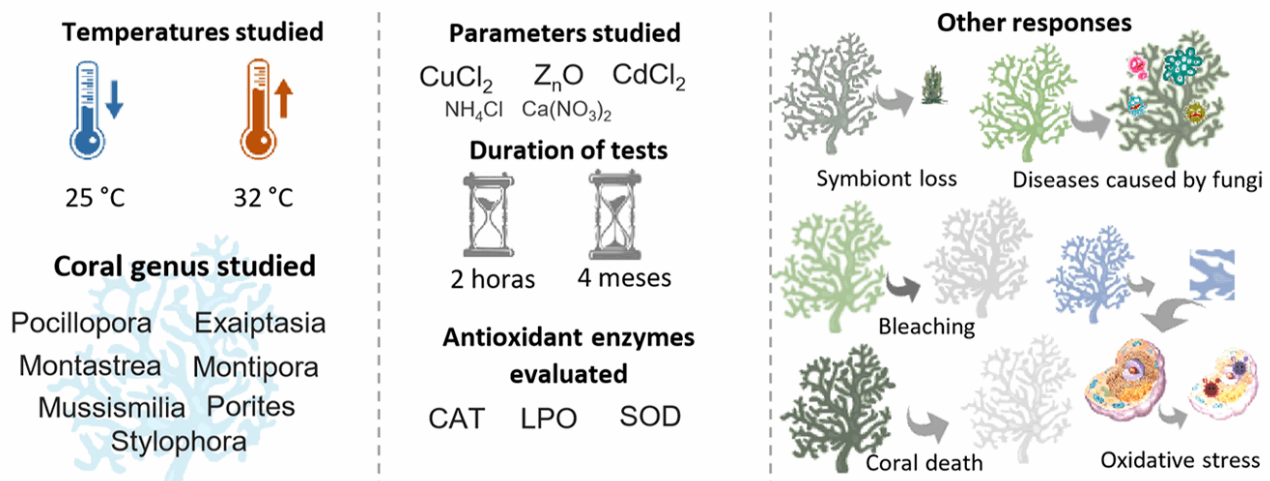 Temperatures studied
25 °C
32 °C
Coral genus studied
Pocillopora Exaiptasia
Montastrea Montipora
Mussismilia Porites
Stylophora
Parameters studied
CuCl₂ ZₙO CdCl₂
NH₄Cl Ca(NO₃)₂
Duration of tests
2 horas 4 meses
Antioxidant enzymes
evaluated
CAT LPO SOD
Other responses
Symbiont loss
Diseases caused by fungi
Bleaching
Coral death
Oxidative stress